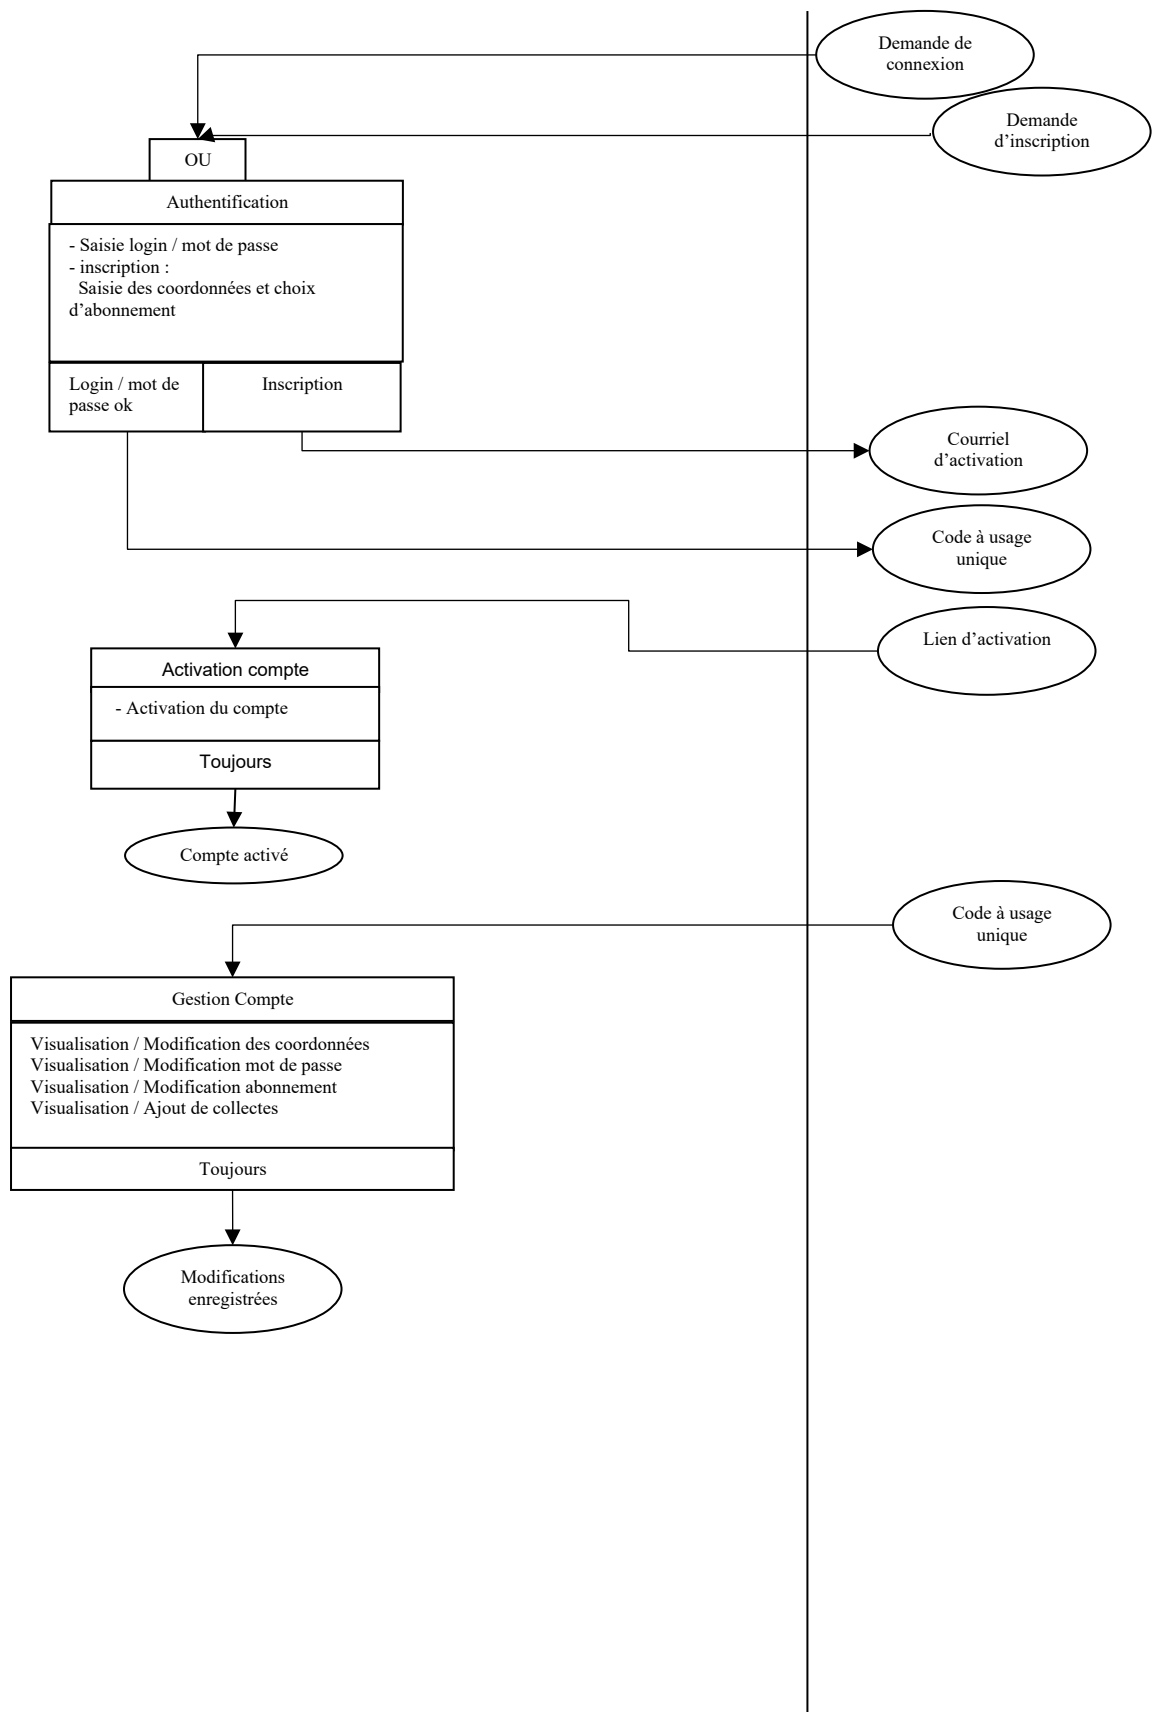 Demande de
connexion
Demande
d’inscription
OU
Authentification
- Saisie login / mot de passe
- inscription :
Saisie des coordonnées et choix
d’abonnement
Login / mot de
passe ok
Inscription
Courriel
d’activation
Code à usage
unique
Lien d’activation
Activation compte
- Activation du compte
Toujours
Compte activé
Code à usage
unique
Gestion Compte
Visualisation / Modification des coordonnées
Visualisation / Modification mot de passe
Visualisation / Modification abonnement
Visualisation / Ajout de collectes
Toujours
Modifications
enregistrées